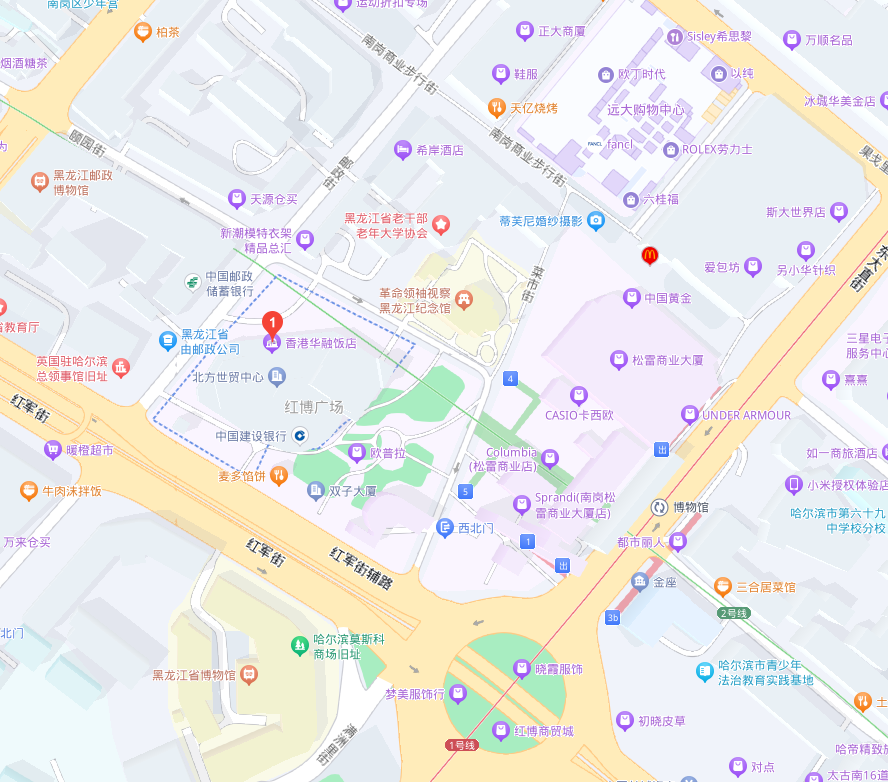 南岗区少年宫
运动折扣专场
柏茶
正大商厦
Sisley希思黎
万顺名品
南岗商业步行街
烟酒糖茶
鞋服
欧丁时代
以纯
天亿烧烤
远大购物中心
冰城华美金店
颐园街
为
希岸酒店
南岗商业步行街
FANCL
fancl
ROLEX劳力士
果戈里
邮政街
黑龙江邮政
博物馆
天源仓买
六桂福
黑龙江省老干部
老年大学协会
蒂芙尼婚纱摄影
斯大世界店
新潮模特衣架
精品总汇
东大直街
爱包坊
另小华针织
中国邮政
储蓄银行
菜市街
革命领袖视察
黑龙江纪念馆
中国黄金
省教育厅
1
黑龙江省
由邮政公司
香港华融饭店
三星电子
服务中心
英国驻哈尔滨
总领事馆旧址
松雷商业大厦
北方世贸中心
4
熹熹
红军街
红博广场
CASIO卡西欧
UNDER ARMOUR
中国建设银行
暖橙超市
欧普拉
Columbia
(松雷商业店)
出
如一商旅酒店
麦多馅饼
牛肉沫拌饭
双子大厦
5
Sprandi(南岗松
雷商业大厦店)
博物馆
小米授权体验店
西北门
哈尔滨市第六十九
中学校分校
万来仓买
1
都市丽人
红军街
红军街辅路
出
金座
三合居菜馆
3b
2号线
北门
哈尔滨莫斯科
商场旧址
黑龙江省博物馆
晓霞服饰
哈尔滨市青少年
法治教育实践基地
梦美服饰行
土
满洲里街
红博商贸城
初晓皮草
1号线
哈帝精致旅
对点
太古南16道